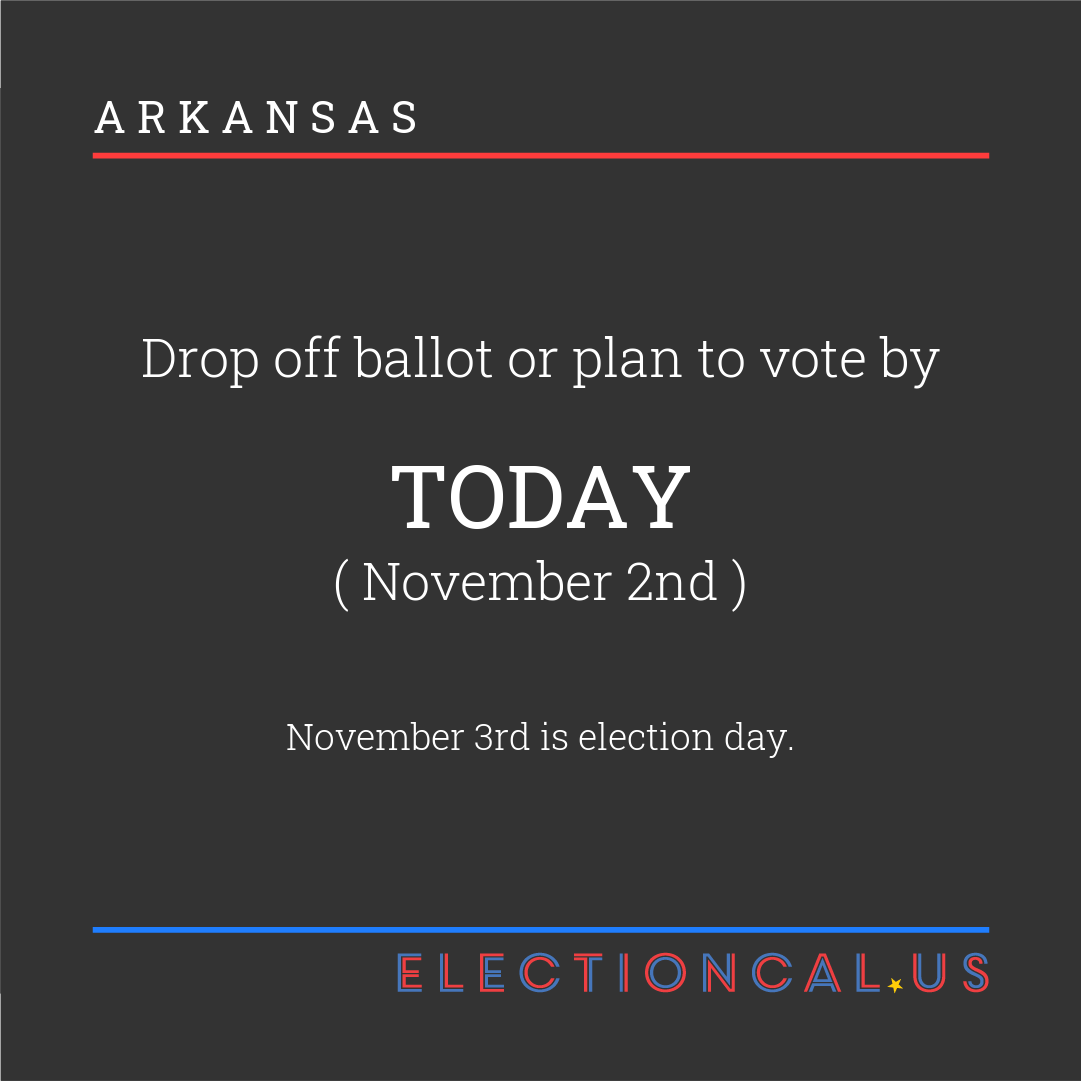 ARKANSAS
Drop off ballot or plan to vote by
TODAY
( November 2nd )
November 3rd is election day.
ELECTIONCAL.US